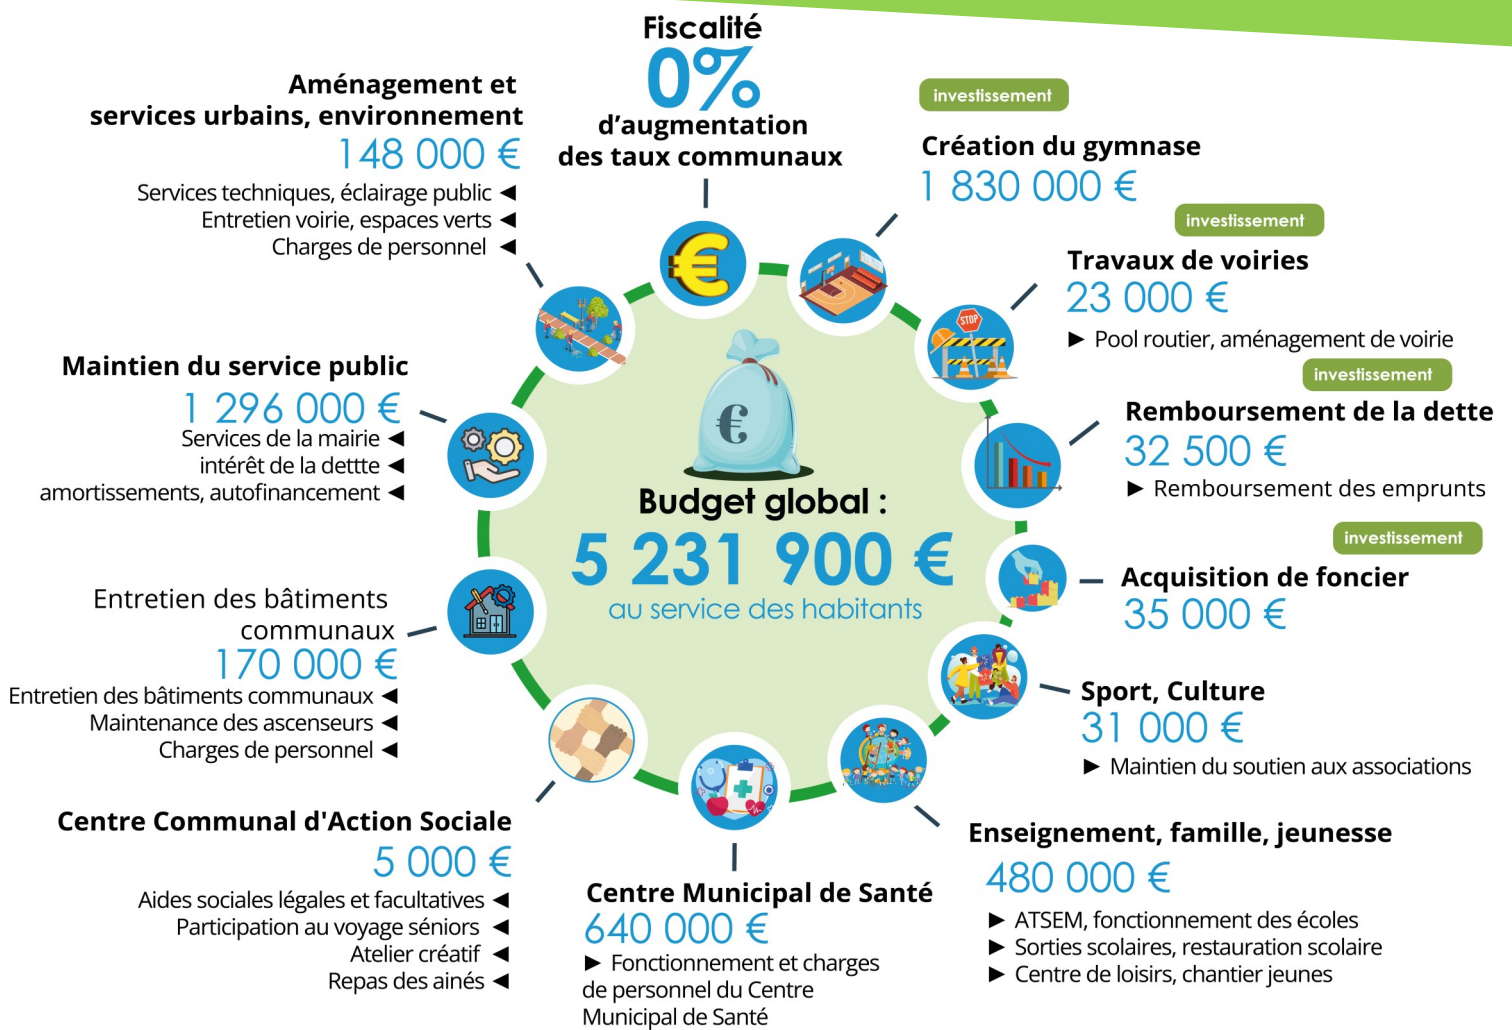 Fiscalité
0%
d'augmentation
des taux communaux
investissement
Création du gymnase
1 830 000 €
investissement
Travaux de voiries
23 000 €
► Pool routier, aménagement de voirie
investissement
Remboursement de la dette
32 500 €
► Remboursement des emprunts
investissement
Acquisition de foncier
35 000 €
Sport, Culture
31 000 €
► Maintien du soutien aux associations
Enseignement, famille, jeunesse
480 000 €
► ATSEM, fonctionnement des écoles
► Sorties scolaires, restauration scolaire
► Centre de loisirs, chantier jeunes
Centre Municipal de Santé
640 000 €
► Fonctionnement et charges
de personnel du Centre
Municipal de Santé
Centre Communal d'Action Sociale
5 000 €
Aides sociales légales et facultatives ◄
Participation au voyage séniors ◄
Atelier créatif ◄
Repas des ainés ◄
Entretien des bâtiments
communaux
170 000 €
Entretien des bâtiments communaux ◄
Maintenance des ascenseurs ◄
Charges de personnel ◄
Maintien du service public
1 296 000 €
Services de la mairie ◄
intérêt de la dettte ◄
amortissements, autofinancement ◄
Aménagement et
services urbains, environnement
148 000 €
Services techniques, éclairage public ◄
Entretien voirie, espaces verts ◄
Charges de personnel ◄
€
STOP
€
Budget global :
5 231 900 €
au service des habitants